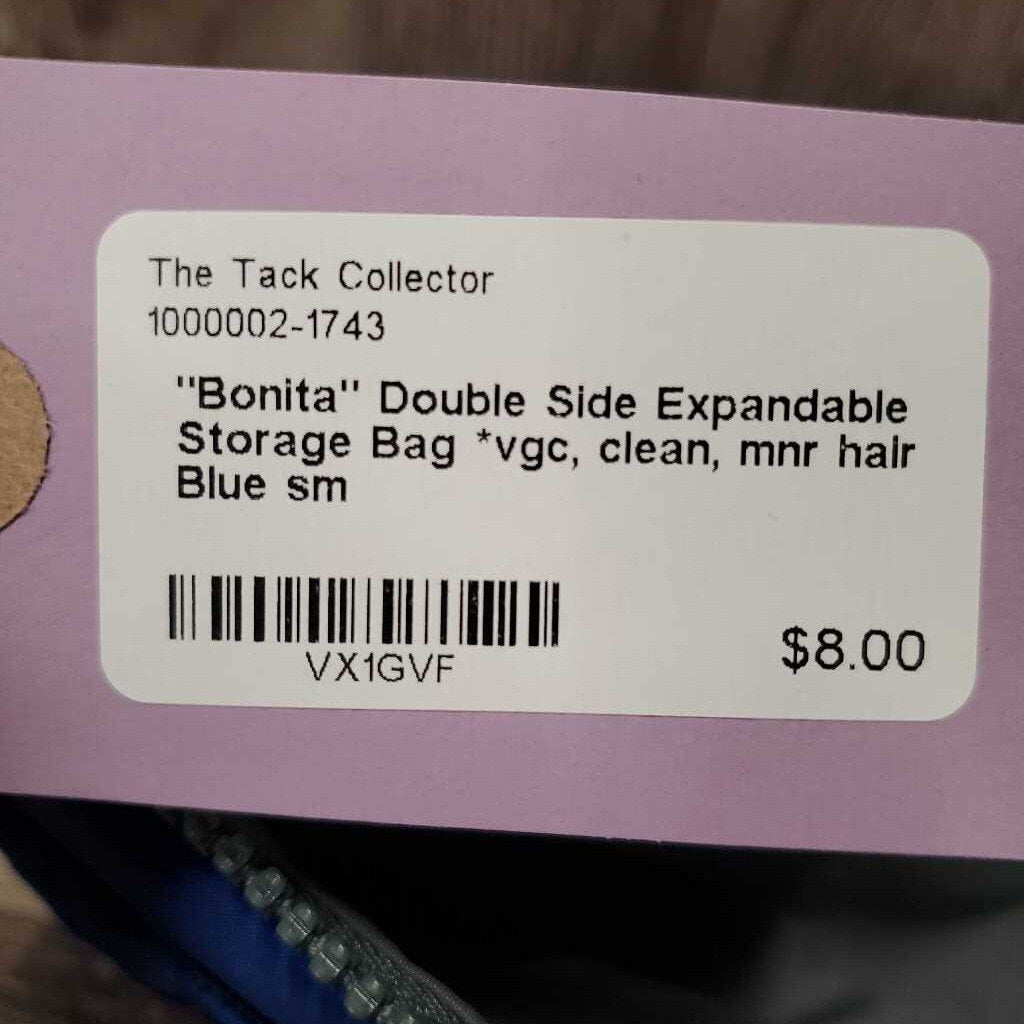 The Tack Collector
1000002-1743
"Bonita" Double Side Expandable
Storage Bag *vgc, clean, mnr hair
Blue sm
VX1GVF
$8.00